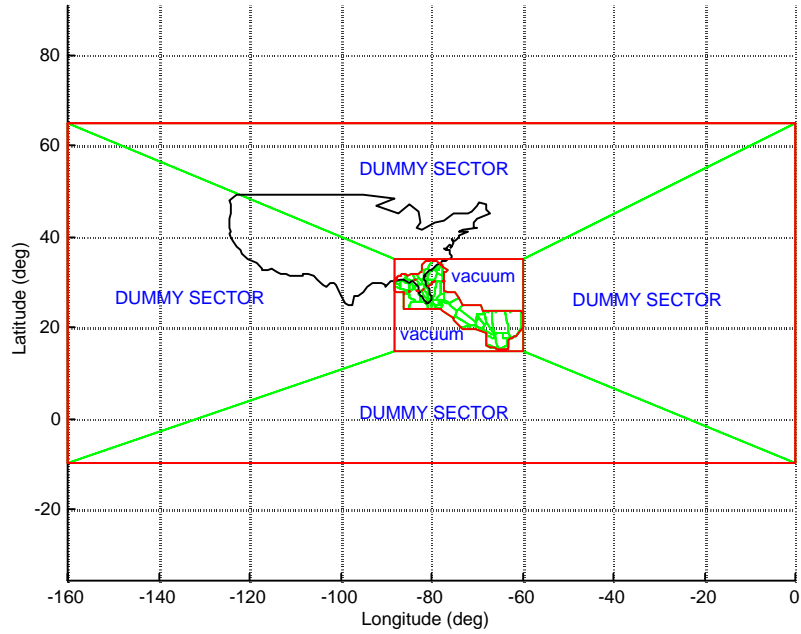 80
60
40
20
0
-20
Latitude (deg)
DUMMY SECTOR
vacuum
DUMMY SECTOR
DUMMY SECTOR
vacuum
DUMMY SECTOR
-160 -140 -120 -100 -80 -60 -40 -20 0
Longitude (deg)